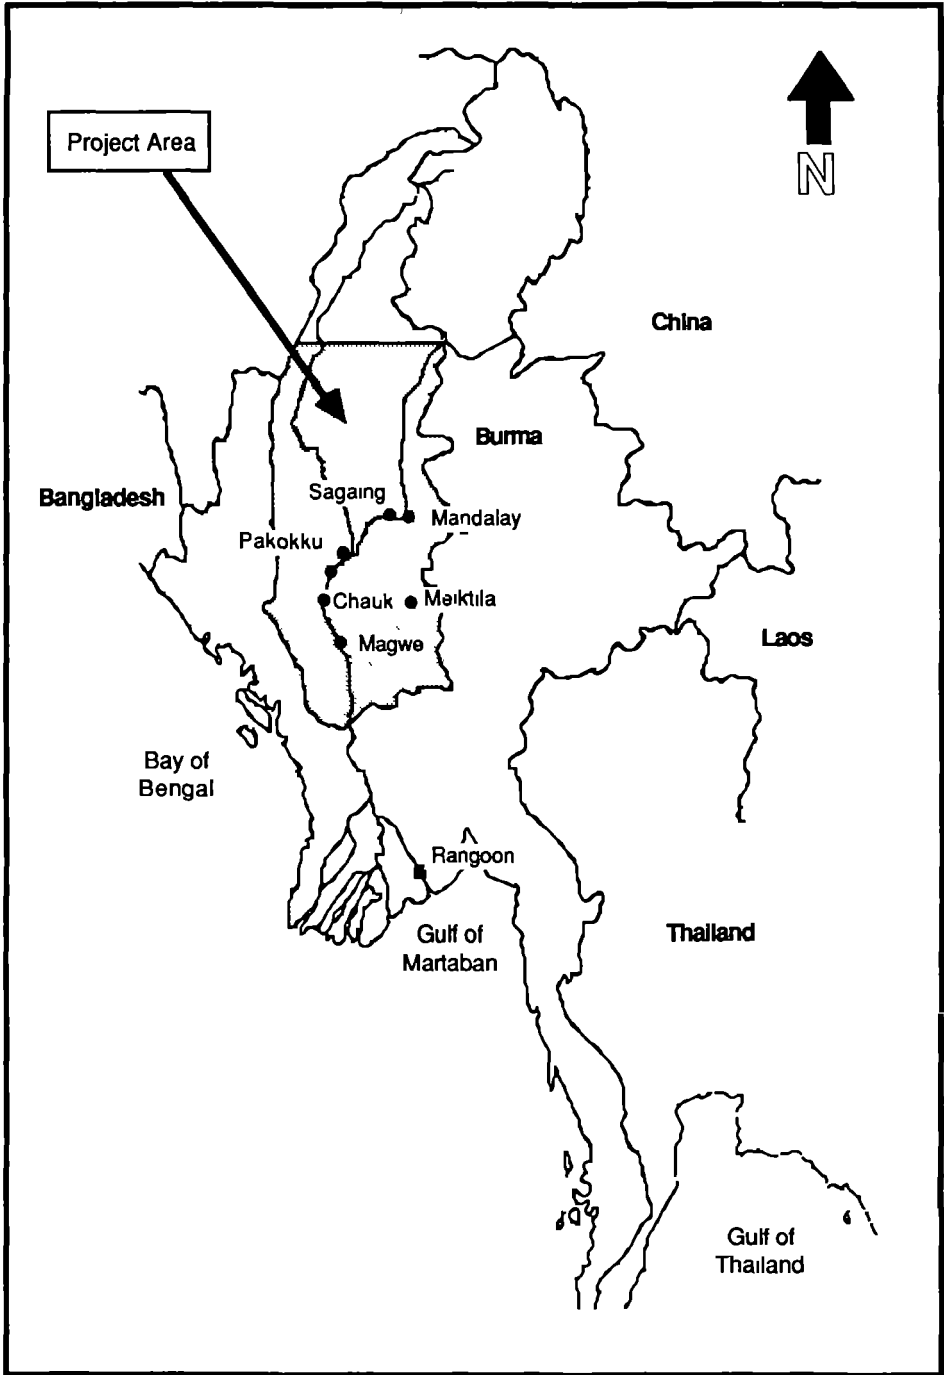 Project Area
N
China
Burma
Bangladesh
Sagaing
Mandalay
Pakokku
Chauk
Meiktila
Magwe
Laos
Bay of
Bengal
Rangoon
Gulf of
Martaban
Thailand
Gulf of
Thailand